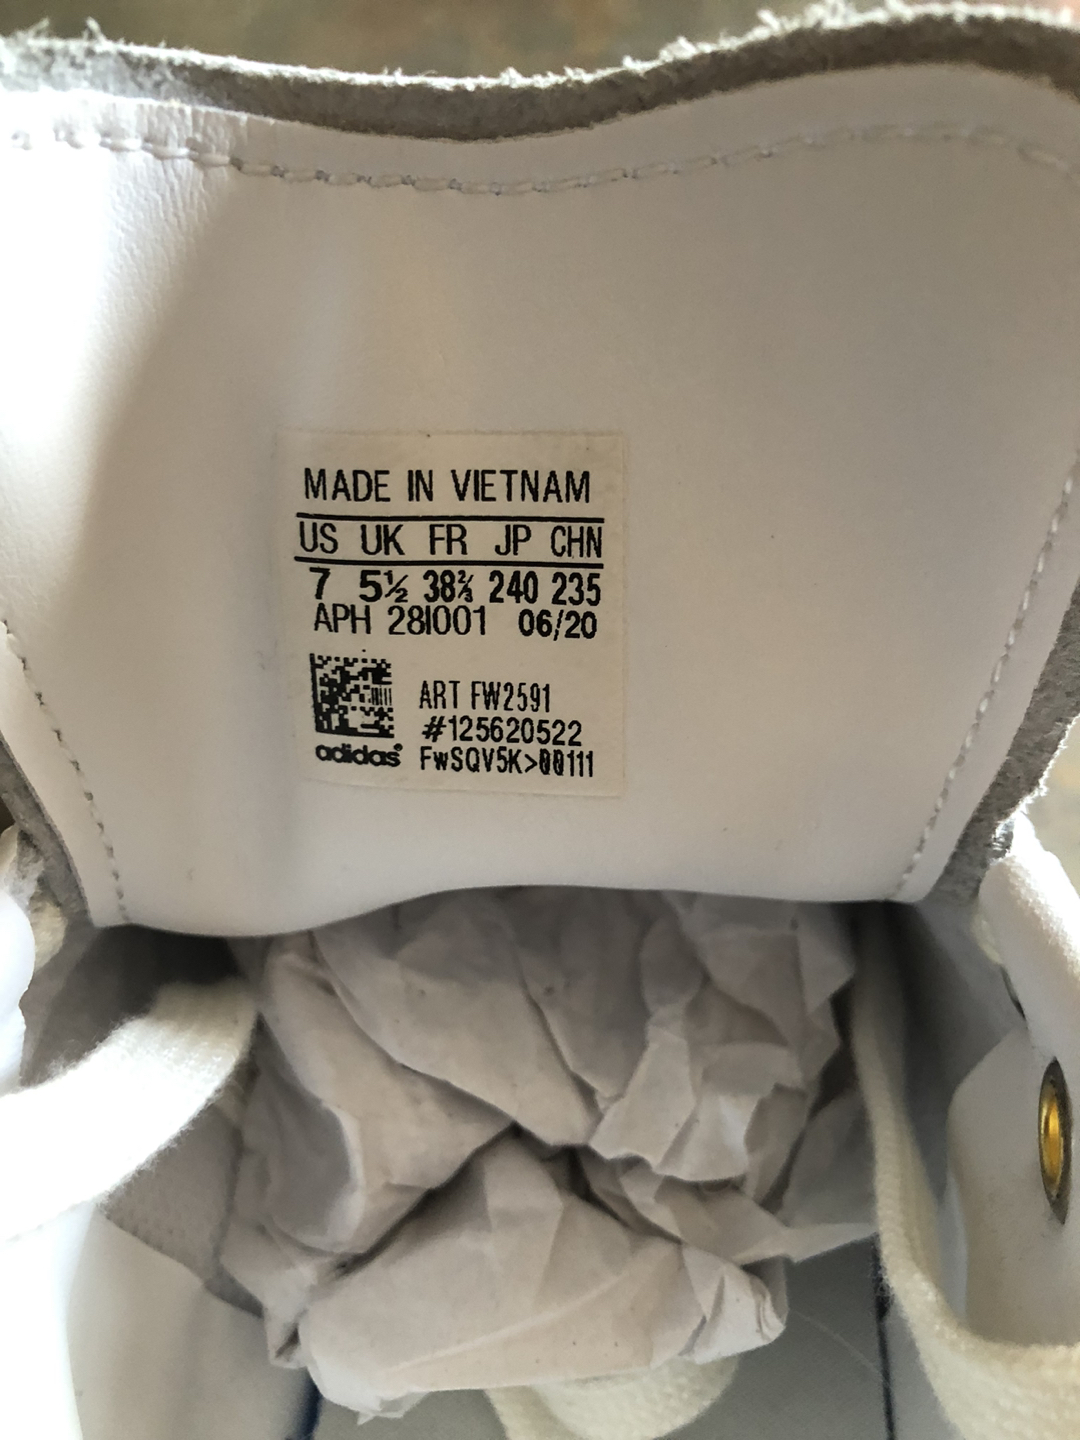 MADE IN VIETNAM
US UK FR JP CHN
7 5½ 38⅔ 240 235
APH 28I001 06/20
ART FW2591
#125620522
adidas® FwSQV5K>00111